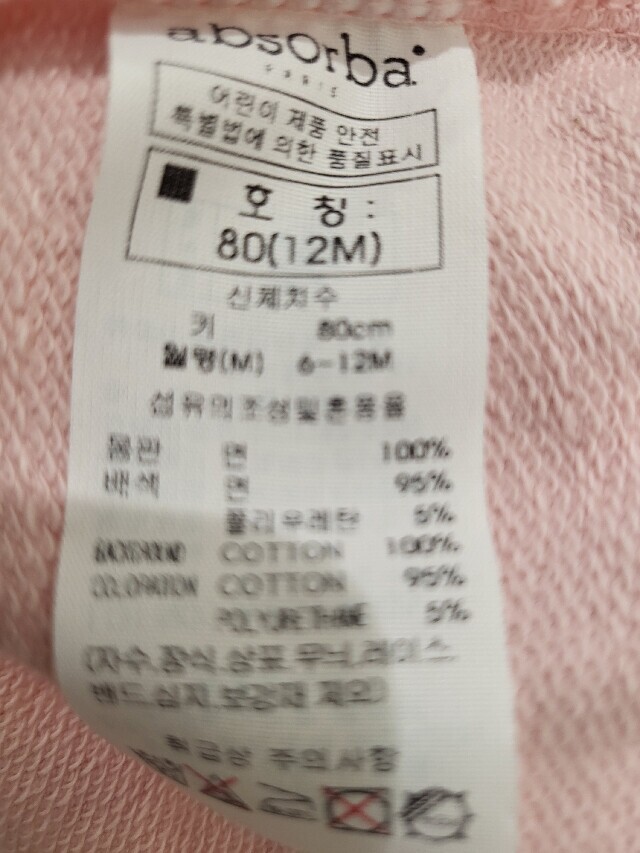 absorba
PARIS
어린이 제품 안전
특별법에 의한 품질표시
호 칭 :
80(12M)
신체치수
키 80cm
월령(M) 6-12M
섬유의조성및혼용율
몸판 면 100%
배색 면 95%
폴리우레탄 5%
COTTON 100%
COTTON 95%
POLYURETHANE 5%
(자수,장식,상표,무늬,레이스,
밴드,심지,보강재 제외)
취급상 주의사항